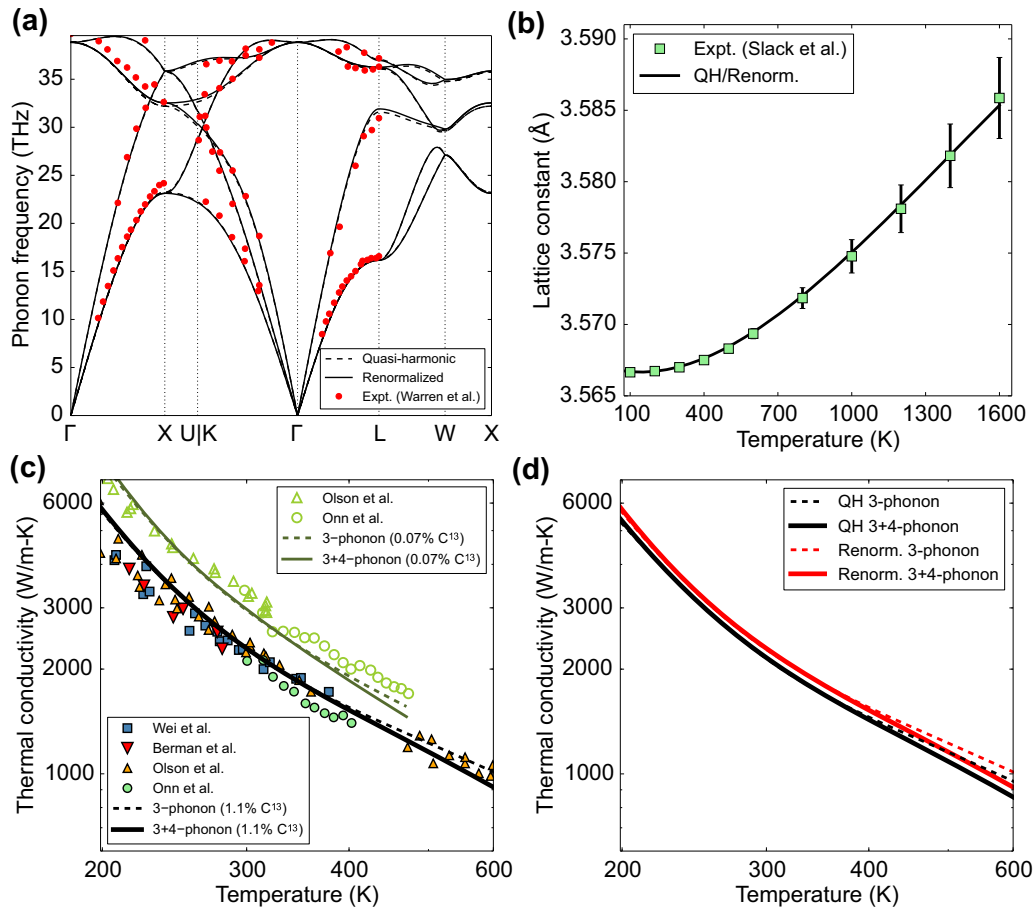 (a)
Phonon frequency (THz)
35
30
25
20
15
10
5
0
Γ X U|K Γ L W X
Quasi-harmonic
Renormalized
Expt. (Warren et al.)
(b)
Lattice constant (Å)
3.590
3.585
3.580
3.575
3.570
3.565
100 400 700 1000 1300 1600
Temperature (K)
Expt. (Slack et al.)
QH/Renorm.
(c)
Thermal conductivity (W/m-K)
6000
3000
2000
1000
200 300 400 600
Temperature (K)
Olson et al.
Onn et al.
3-phonon (0.07% C¹³)
3+4-phonon (0.07% C¹³)
Wei et al.
Berman et al.
Olson et al.
Onn et al.
3-phonon (1.1% C¹³)
3+4-phonon (1.1% C¹³)
(d)
Thermal conductivity (W/m-K)
6000
3000
2000
1000
200 300 400 600
Temperature (K)
QH 3-phonon
QH 3+4-phonon
Renorm. 3-phonon
Renorm. 3+4-phonon